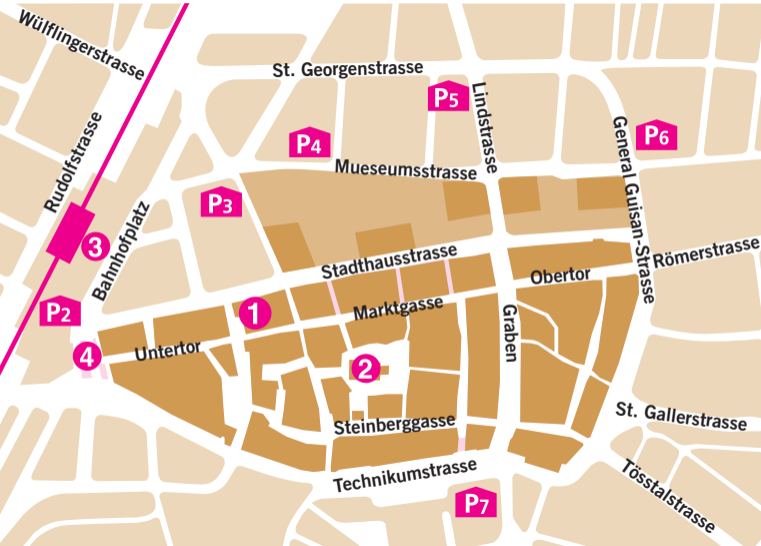 Wülflingerstrasse
St. Georgenstrasse
P5
Lindstrasse
General Guisan-Strasse
P6
P4
Rudolfstrasse
Mueseumsstrasse
P3
3
Bahnhofplatz
Stadthausstrasse
Römerstrasse
Obertor
P2
1
Marktgasse
Graben
4
Untertor
2
Steinberggasse
St. Gallerstrasse
Technikumstrasse
Tösstalstrasse
P7